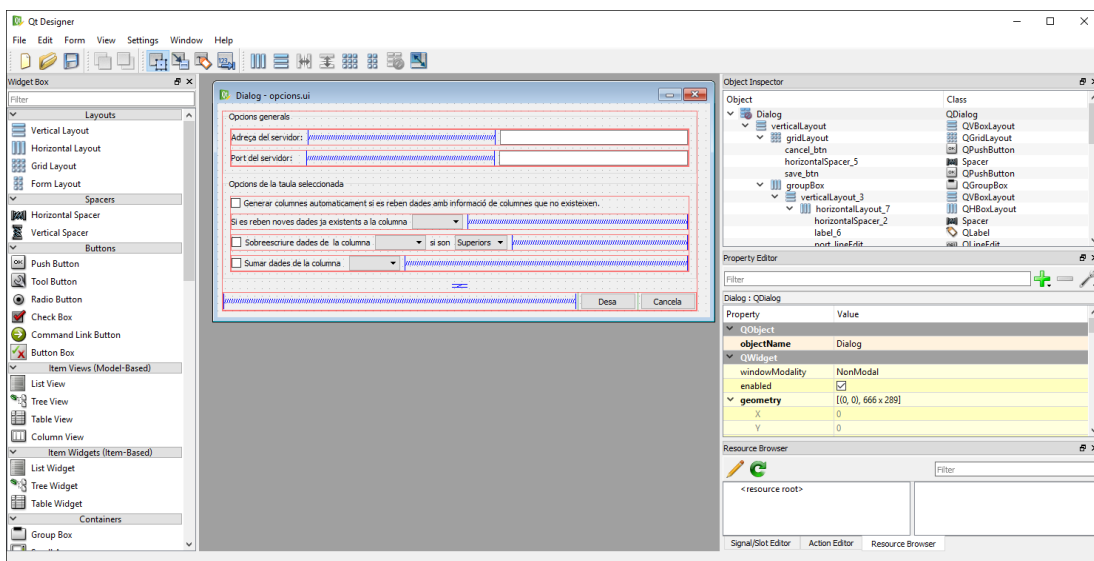 Qt Designer
File Edit Form View Settings Window Help
Widget Box
Filter
Layouts
Vertical Layout
Horizontal Layout
Grid Layout
Form Layout
Spacers
Horizontal Spacer
Vertical Spacer
Buttons
Push Button
Tool Button
Radio Button
Check Box
Command Link Button
Button Box
Item Views (Model-Based)
List View
Tree View
Table View
Column View
Item Widgets (Item-Based)
List Widget
Tree Widget
Table Widget
Containers
Group Box
Dialog - opcions.ui
Opcions generals
Adreça del servidor:
Port del servidor:
Opcions de la taula seleccionada
Generar columnes automaticament si es reben dades amb informació de columnes que no existeixen.
Si es reben noves dades ja existents a la columna
Sobreescriure dades de la columna si son Superiors
Sumar dades de la columna
Desa Cancela
Object Inspector
Object Class
Dialog QDialog
verticalLayout QVBoxLayout
gridLayout QGridLayout
cancel_btn QPushButton
horizontalSpacer_5 Spacer
save_btn QPushButton
groupBox QGroupBox
verticalLayout_3 QVBoxLayout
horizontalLayout_7 QHBoxLayout
horizontalSpacer_2 Spacer
label_6 QLabel
port_lineEdit QLineEdit
Property Editor
Filter
Dialog : QDialog
Property Value
QObject
objectName Dialog
QWidget
windowModality NonModal
enabled
geometry [(0, 0), 666 x 289]
X 0
Y 0
Resource Browser
Filter
<resource root>
Signal/Slot Editor Action Editor Resource Browser